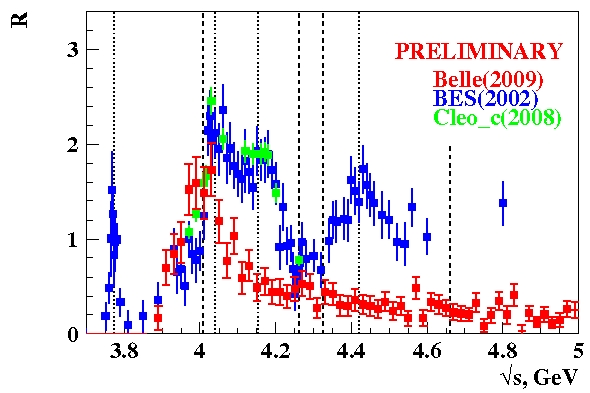 R
3
PRELIMINARY
Belle(2009)
BES(2002)
Cleo_c(2008)
2
1
0
3.8 4 4.2 4.4 4.6 4.8 5
√s, GeV